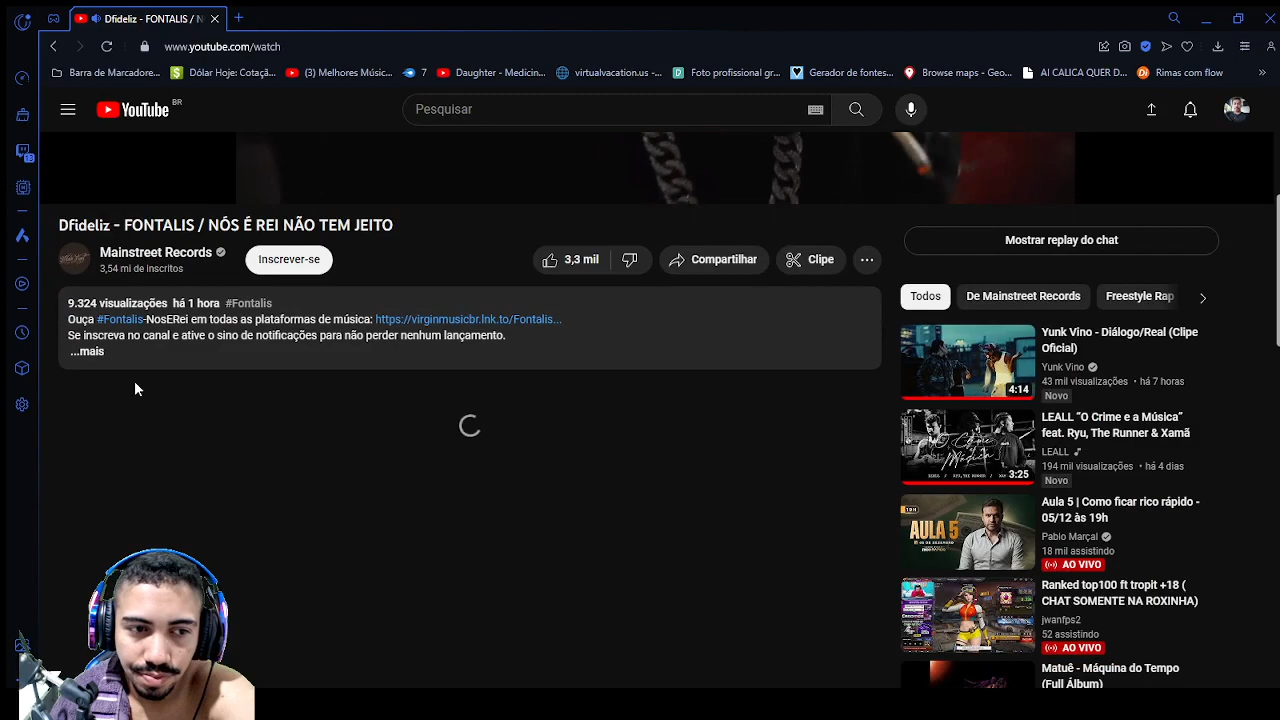 Dfideliz - FONTALIS / N
www.youtube.com/watch
Barra de Marcadore...
Dólar Hoje: Cotaçã...
(3) Melhores Músic...
7
Daughter - Medicin...
virtualvacation.us -...
Foto profissional gr...
Gerador de fontes...
Browse maps - Geo...
AI CALICA QUER D...
Rimas com flow
YouTube BR
Pesquisar
Dfideliz - FONTALIS / NÓS É REI NÃO TEM JEITO
Mainstreet Records
3,54 mi de inscritos
Inscrever-se
3,3 mil
Compartilhar
Clipe
9.324 visualizações há 1 hora #Fontalis
Ouça #Fontalis-NosERei em todas as plataformas de música: https://virginmusicbr.lnk.to/Fontalis...
Se inscreva no canal e ative o sino de notificações para não perder nenhum lançamento.
...mais
Mostrar replay do chat
Todos
De Mainstreet Records
Freestyle Rap
4:14
Yunk Vino - Diálogo/Real (Clipe
Oficial)
Yunk Vino
43 mil visualizações • há 7 horas
Novo
O Crime
e a
Música
3:25
LEALL “O Crime e a Música”
feat. Ryu, The Runner & Xamã
LEALL
194 mil visualizações • há 4 dias
Novo
19H
AULA 5
Aula 5 | Como ficar rico rápido -
05/12 às 19h
Pablo Marçal
18 mil assistindo
AO VIVO
Ranked top100 ft tropit +18 (
CHAT SOMENTE NA ROXINHA)
jwanfps2
52 assistindo
AO VIVO
Matuê - Máquina do Tempo
(Full Álbum)